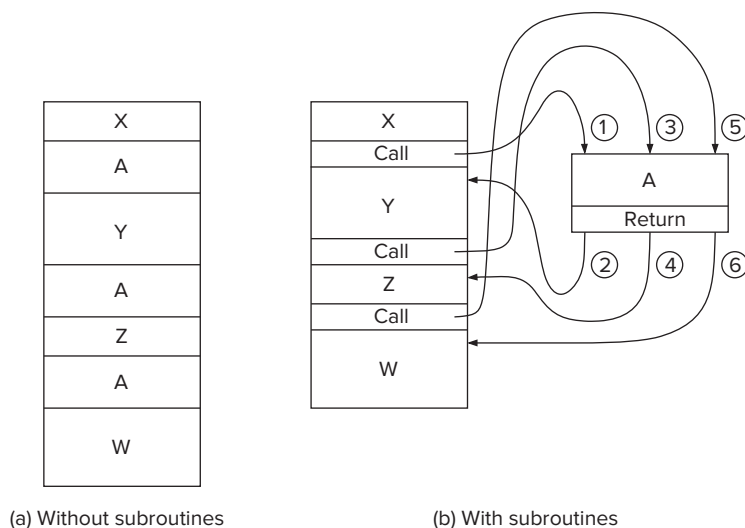 X
A
Y
A
Z
A
W
(a) Without subroutines
X
Call
Y
Call
Z
Call
W
1
3
5
A
Return
2
4
6
(b) With subroutines